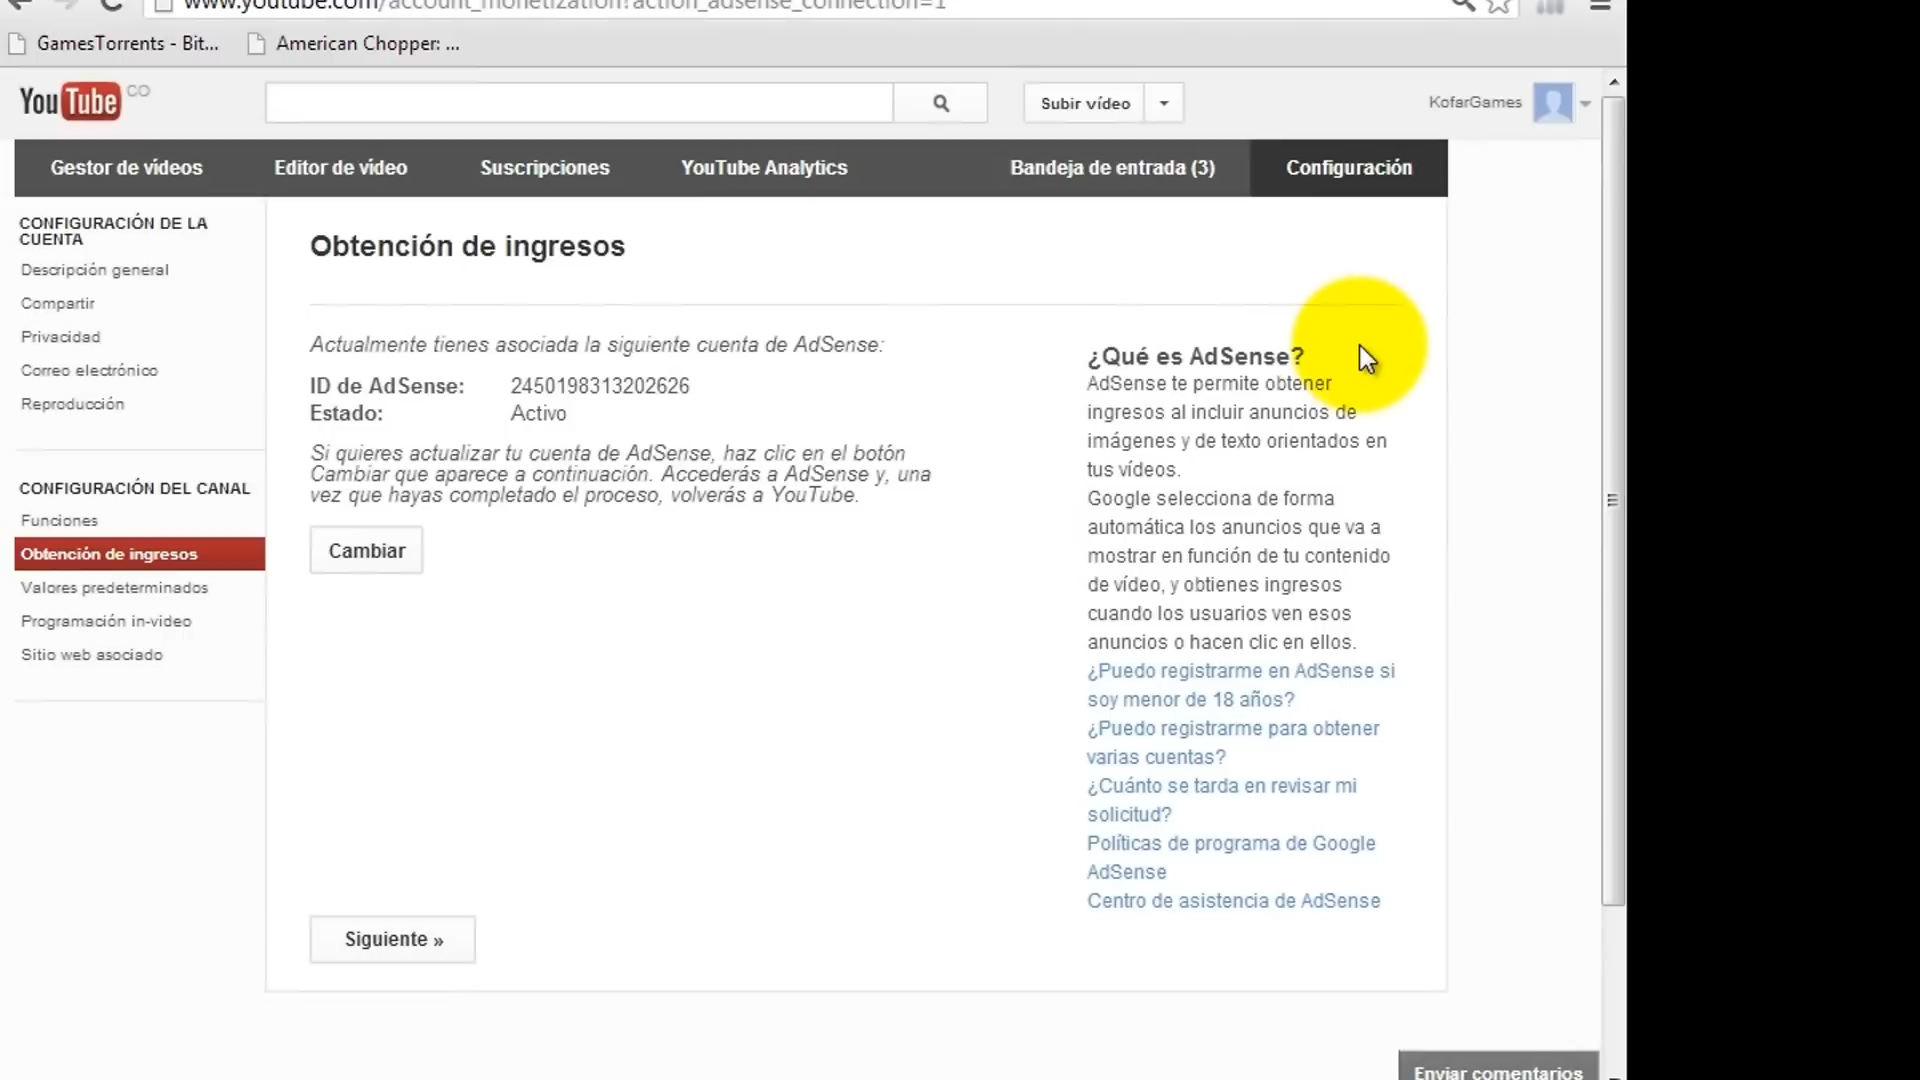 www.youtube.com/account_monetization?action_adsense_connection=1
GamesTorrents - Bit...
American Chopper: ...
YouTube CO
Subir vídeo
KofarGames
Gestor de vídeos
Editor de vídeo
Suscripciones
YouTube Analytics
Bandeja de entrada (3)
Configuración
CONFIGURACIÓN DE LA
CUENTA
Descripción general
Compartir
Privacidad
Correo electrónico
Reproducción
CONFIGURACIÓN DEL CANAL
Funciones
Obtención de ingresos
Valores predeterminados
Programación in-video
Sitio web asociado
Obtención de ingresos
Actualmente tienes asociada la siguiente cuenta de AdSense:
ID de AdSense: 2450198313202626
Estado: Activo
Si quieres actualizar tu cuenta de AdSense, haz clic en el botón
Cambiar que aparece a continuación. Accederás a AdSense y, una
vez que hayas completado el proceso, volverás a YouTube.
Cambiar
Siguiente »
¿Qué es AdSense?
AdSense te permite obtener
ingresos al incluir anuncios de
imágenes y de texto orientados en
tus vídeos.
Google selecciona de forma
automática los anuncios que va a
mostrar en función de tu contenido
de vídeo, y obtienes ingresos
cuando los usuarios ven esos
anuncios o hacen clic en ellos.
¿Puedo registrarme en AdSense si
soy menor de 18 años?
¿Puedo registrarme para obtener
varias cuentas?
¿Cuánto se tarda en revisar mi
solicitud?
Políticas de programa de Google
AdSense
Centro de asistencia de AdSense
Enviar comentarios